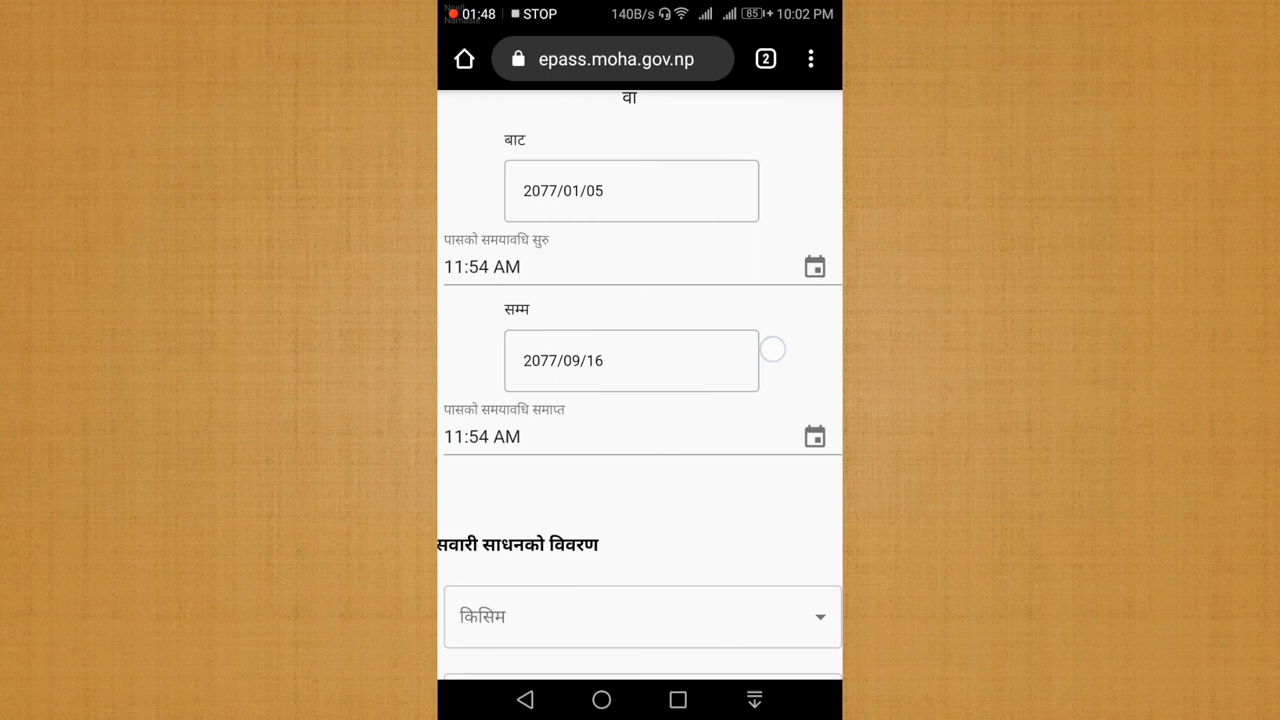 01:48 STOP 140B/s 85 10:02 PM
Namaste
epass.moha.gov.np 2
वा
बाट
2077/01/05
पासको समयावधि सुरु
11:54 AM
सम्म
2077/09/16
पासको समयावधि समाप्त
11:54 AM
सवारी साधनको विवरण
किसिम